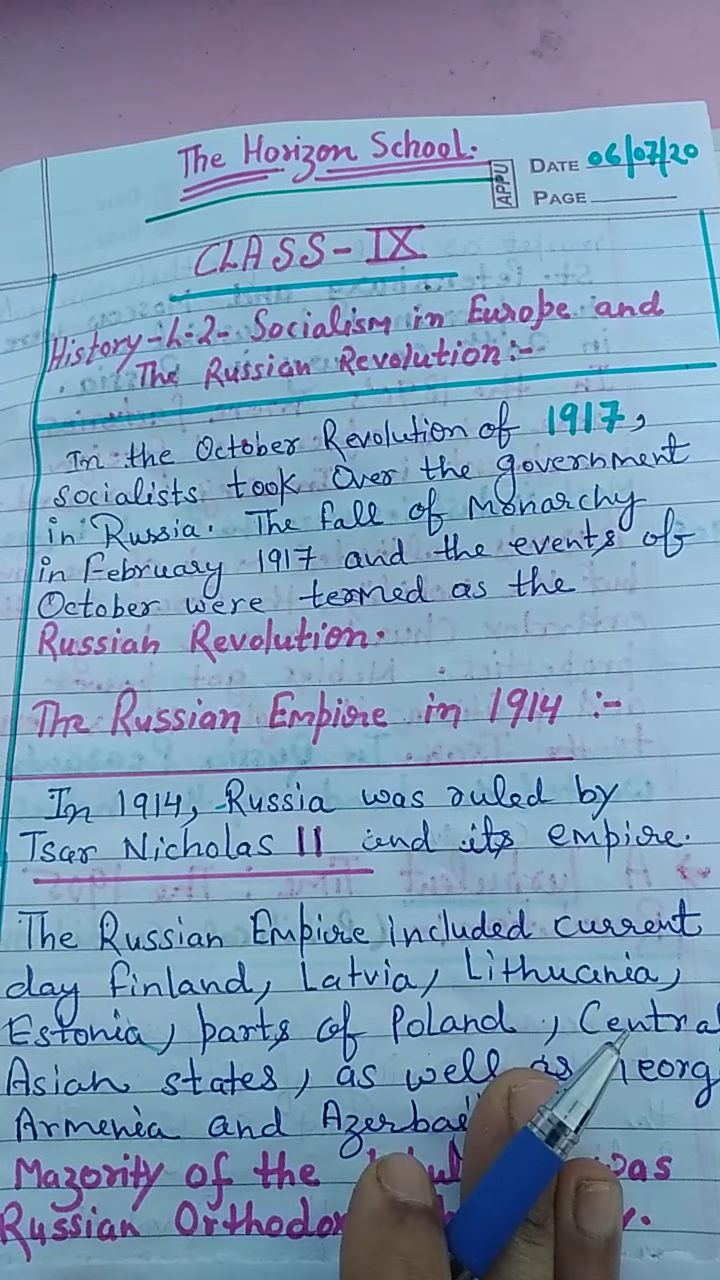 The Horizon School.
APPU
DATE 06/07/20
PAGE
CLASS - IX
History-L-2- Socialism in Europe and
The Russian Revolution:-
In the October Revolution of 1917,
socialists took over the government
in Russia. The fall of Monarchy
in February 1917 and the events of
October were termed as the
Russian Revolution.
The Russian Empire in 1914 :-
In 1914, Russia was ruled by
Tsar Nicholas II and its empire.
The Russian Empire included current
day finland, Latvia, Lithuania,
Estonia, parts of Poland, Central
Asian states, as well as
Armenia and
Mazority of the was
Russian